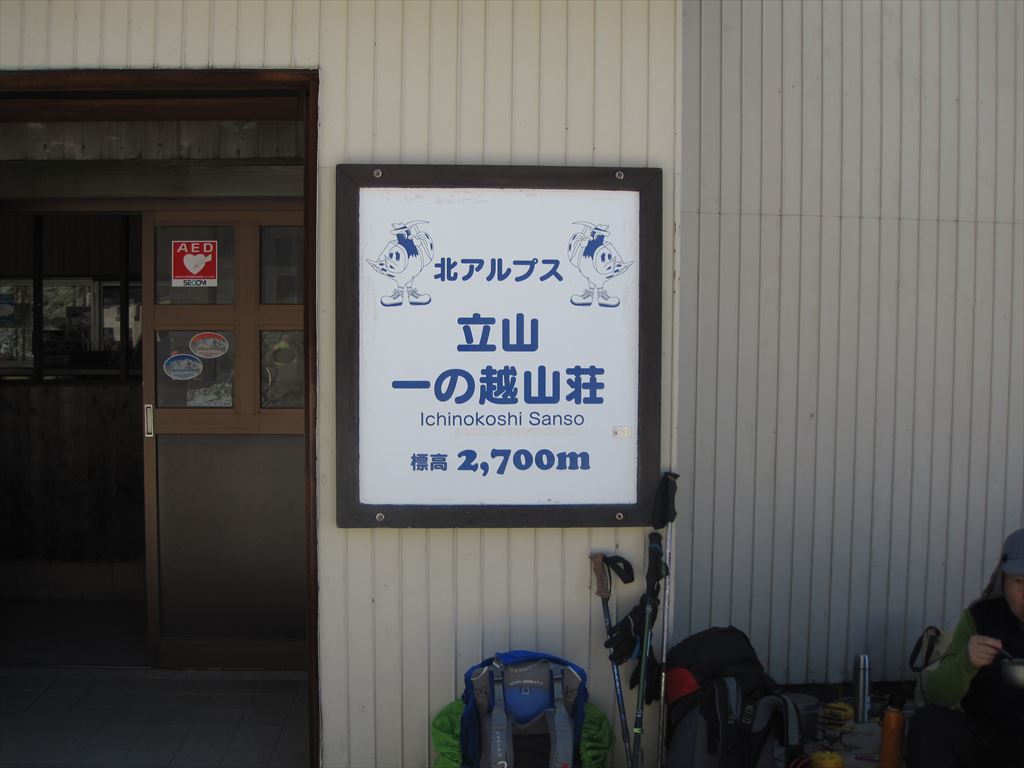 AED
SECOM
北アルプス
立山
一の越山荘
Ichinokoshi Sanso
標高 2,700m